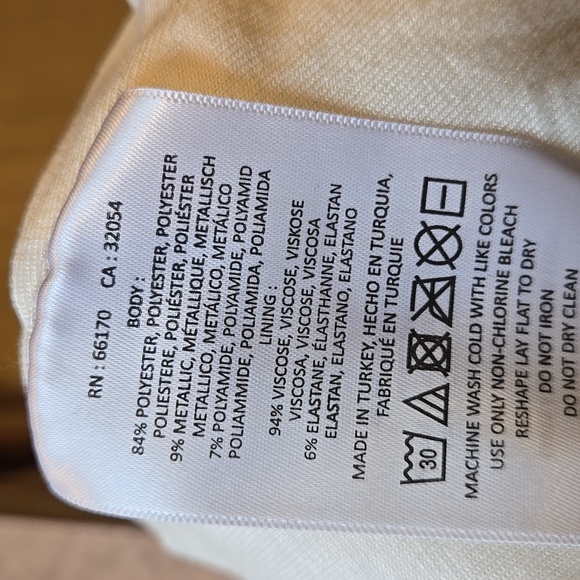 RN : 66170 CA : 32054
BODY :
84% POLYESTER, POLYESTER, POLYESTER
POLIESTERE, POLIÉSTER, POLIÉSTER
9% METALLIC, MÉTALLIQUE, METALLISCH
METALLICO, METÁLICO, METÁLICO
7% POLYAMIDE, POLYAMIDE, POLYAMID
POLIAMMIDE, POLIAMIDA, POLIAMIDA
LINING :
94% VISCOSE, VISCOSE, VISKOSE
VISCOSA, VISCOSE, VISCOSA
6% ELASTANE, ÉLASTHANNE, ELASTAN
ELASTAN, ELASTANO, ELASTANO
MADE IN TURKEY, HECHO EN TURQUIA,
FABRIQUÉ EN TURQUIE
30
MACHINE WASH COLD WITH LIKE COLORS
USE ONLY NON-CHLORINE BLEACH
RESHAPE LAY FLAT TO DRY
DO NOT IRON
DO NOT DRY CLEAN